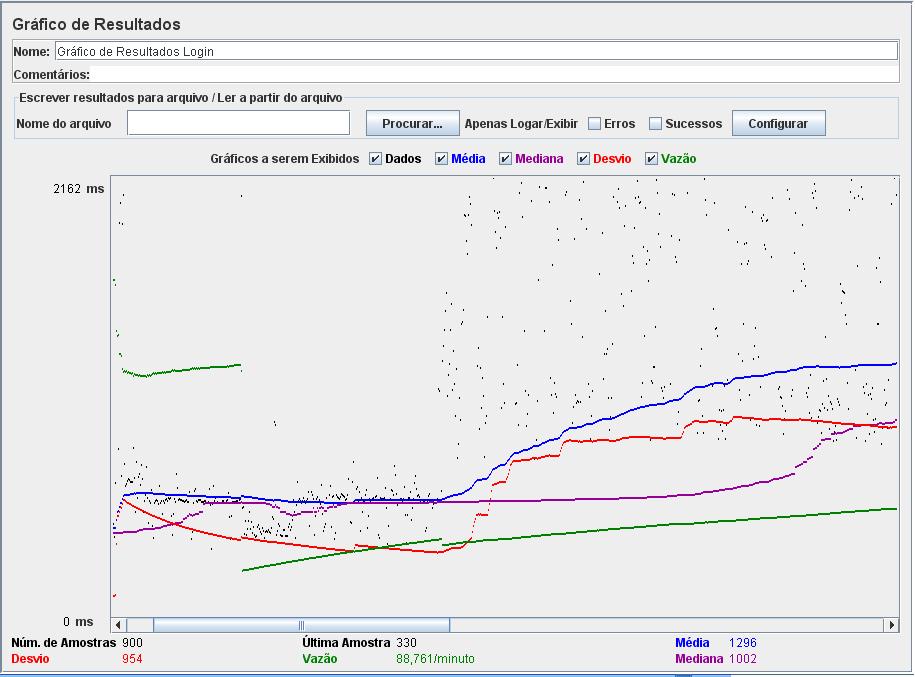 Gráfico de Resultados
Nome: Gráfico de Resultados Login
Comentários:
Escrever resultados para arquivo / Ler a partir do arquivo
Nome do arquivo Procurar... Apenas Logar/Exibir Erros Sucessos Configurar
Gráficos a serem Exibidos Dados Média Mediana Desvio Vazão
2162 ms
0 ms
Núm. de Amostras 900 Última Amostra 330 Média 1296
Desvio 954 Vazão 88,761/minuto Mediana 1002